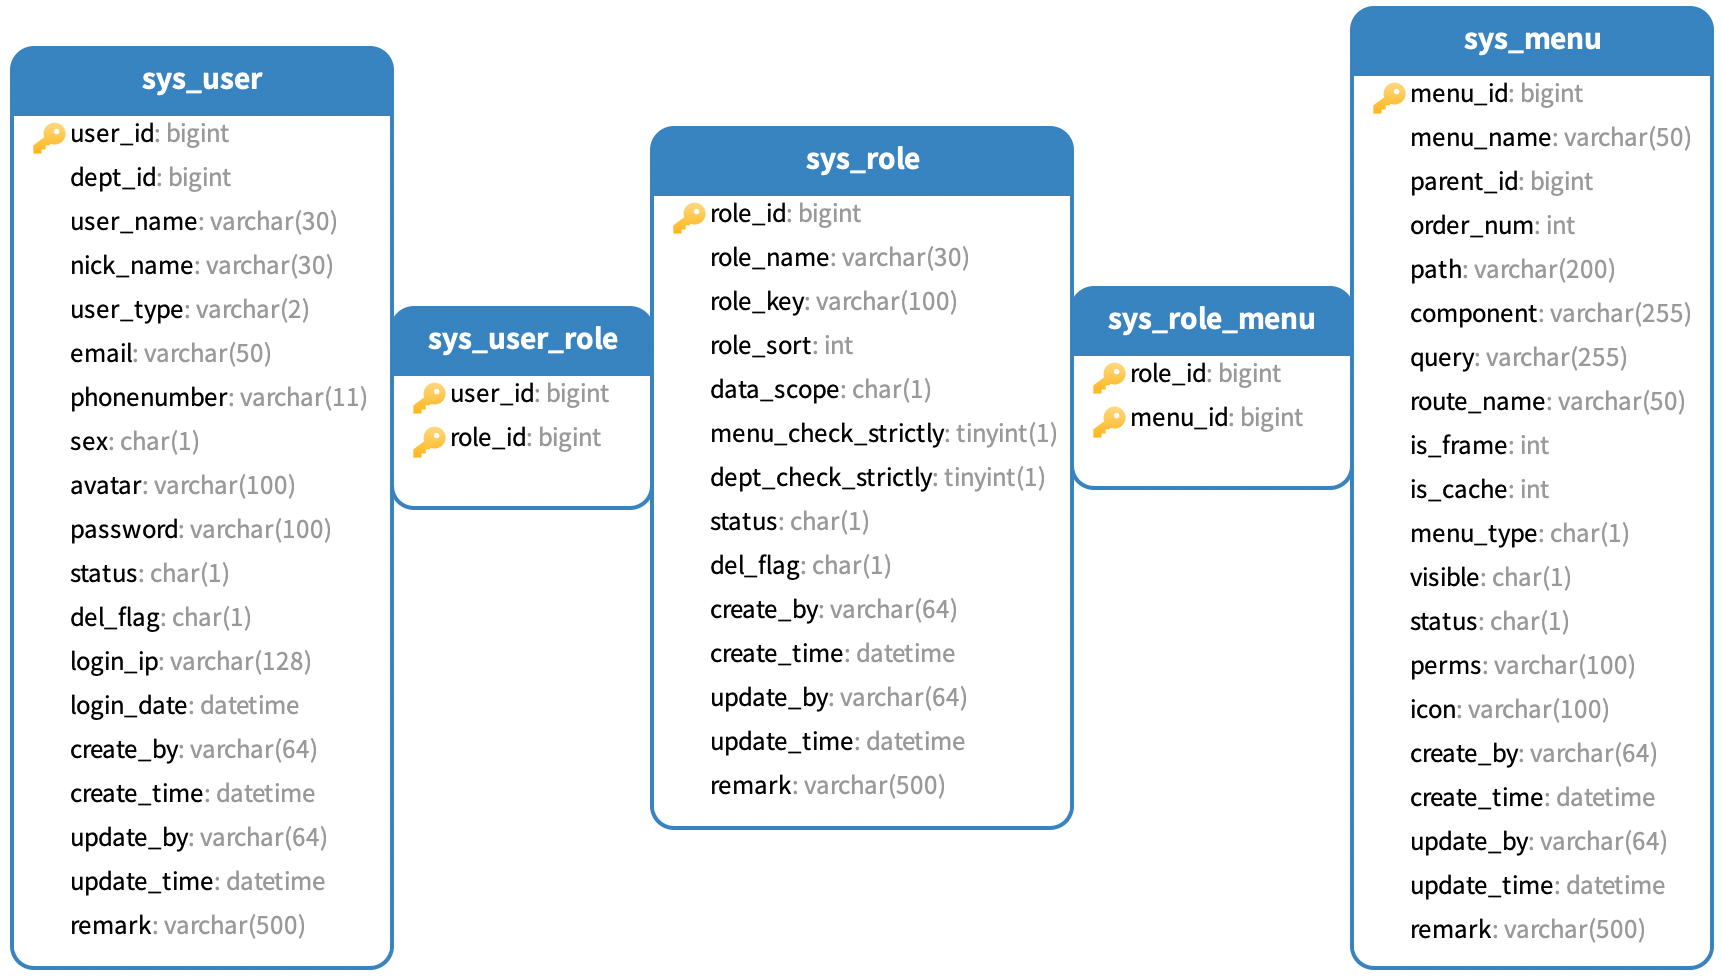 sys_user
user_id: bigint
dept_id: bigint
user_name: varchar(30)
nick_name: varchar(30)
user_type: varchar(2)
email: varchar(50)
phonenumber: varchar(11)
sex: char(1)
avatar: varchar(100)
password: varchar(100)
status: char(1)
del_flag: char(1)
login_ip: varchar(128)
login_date: datetime
create_by: varchar(64)
create_time: datetime
update_by: varchar(64)
update_time: datetime
remark: varchar(500)
sys_user_role
user_id: bigint
role_id: bigint
sys_role
role_id: bigint
role_name: varchar(30)
role_key: varchar(100)
role_sort: int
data_scope: char(1)
menu_check_strictly: tinyint(1)
dept_check_strictly: tinyint(1)
status: char(1)
del_flag: char(1)
create_by: varchar(64)
create_time: datetime
update_by: varchar(64)
update_time: datetime
remark: varchar(500)
sys_role_menu
role_id: bigint
menu_id: bigint
sys_menu
menu_id: bigint
menu_name: varchar(50)
parent_id: bigint
order_num: int
path: varchar(200)
component: varchar(255)
query: varchar(255)
route_name: varchar(50)
is_frame: int
is_cache: int
menu_type: char(1)
visible: char(1)
status: char(1)
perms: varchar(100)
icon: varchar(100)
create_by: varchar(64)
create_time: datetime
update_by: varchar(64)
update_time: datetime
remark: varchar(500)